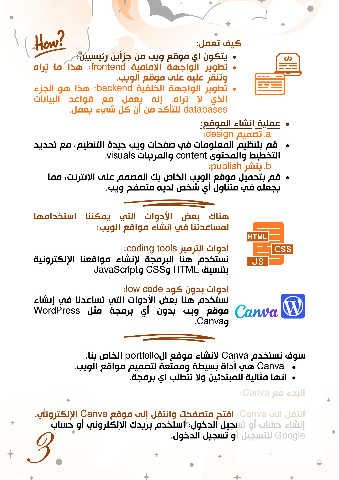 How?
كيف تعمل:
يتكون أي موقع ويب من جزأين رئيسيين:
تطوير الواجهة الأمامية frontend: هذا ما تراه
وتنقر عليه على موقع الويب.
تطوير الواجهة الخلفية backend: هذا هو الجزء
الذي لا تراه. إنه يعمل مع قواعد البيانات
databases للتأكد من أن كل شيء يعمل.
عملية إنشاء الموقع:
a. تصميم design:
قم بتنظيم المعلومات في صفحات ويب جيدة التنظيم، مع تحديد
التخطيط والمحتوى content والمرئيات visuals.
b. ينشر publish:
قم بتحميل موقع الويب الخاص بك المصمم على الإنترنت، مما
يجعله في متناول أي شخص لديه متصفح ويب.
هناك بعض الأدوات التي يمكننا استخدامها
لمساعدتنا في انشاء مواقع الويب:
ادوات الترميز coding tools:
نستخدم هنا البرمجة لإنشاء مواقعنا الإلكترونية
بتنسيق HTML وCSS وJavaScript
HTML
CSS
JS
ادوات بدون كود low code:
نستخدم هنا بعض الأدوات التي تساعدنا في إنشاء
موقع ويب بدون أي برمجة مثل WordPress
وCanva.
Canva
سوف نستخدم Canva لانشاء موقع الportfolio الخاص بنا.
Canva هي أداة بسيطة وممتعة لتصميم مواقع الويب.
انها مثالية للمبتدئين ولا تتطلب اي برمجة.
البدء مع Canva:
انتقل الى Canva: افتح متصفحك وانتقل إلى موقع Canva الإلكتروني.
إنشاء حساب أو تسجيل الدخول: استخدم بريدك الإلكتروني أو حساب
Google للتسجيل أو تسجيل الدخول.
3